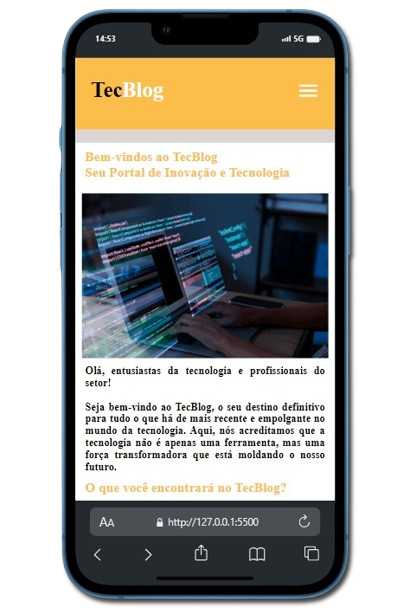 14:53
5G
TecBlog
Bem-vindos ao TecBlog
Seu Portal de Inovação e Tecnologia
Olá, entusiastas da tecnologia e profissionais do
setor!
Seja bem-vindo ao TecBlog, o seu destino definitivo
para tudo o que há de mais recente e empolgante no
mundo da tecnologia. Aqui, nós acreditamos que a
tecnologia não é apenas uma ferramenta, mas uma
força transformadora que está moldando o nosso
futuro.
O que você encontrará no TecBlog?
AA http://127.0.0.1:5500